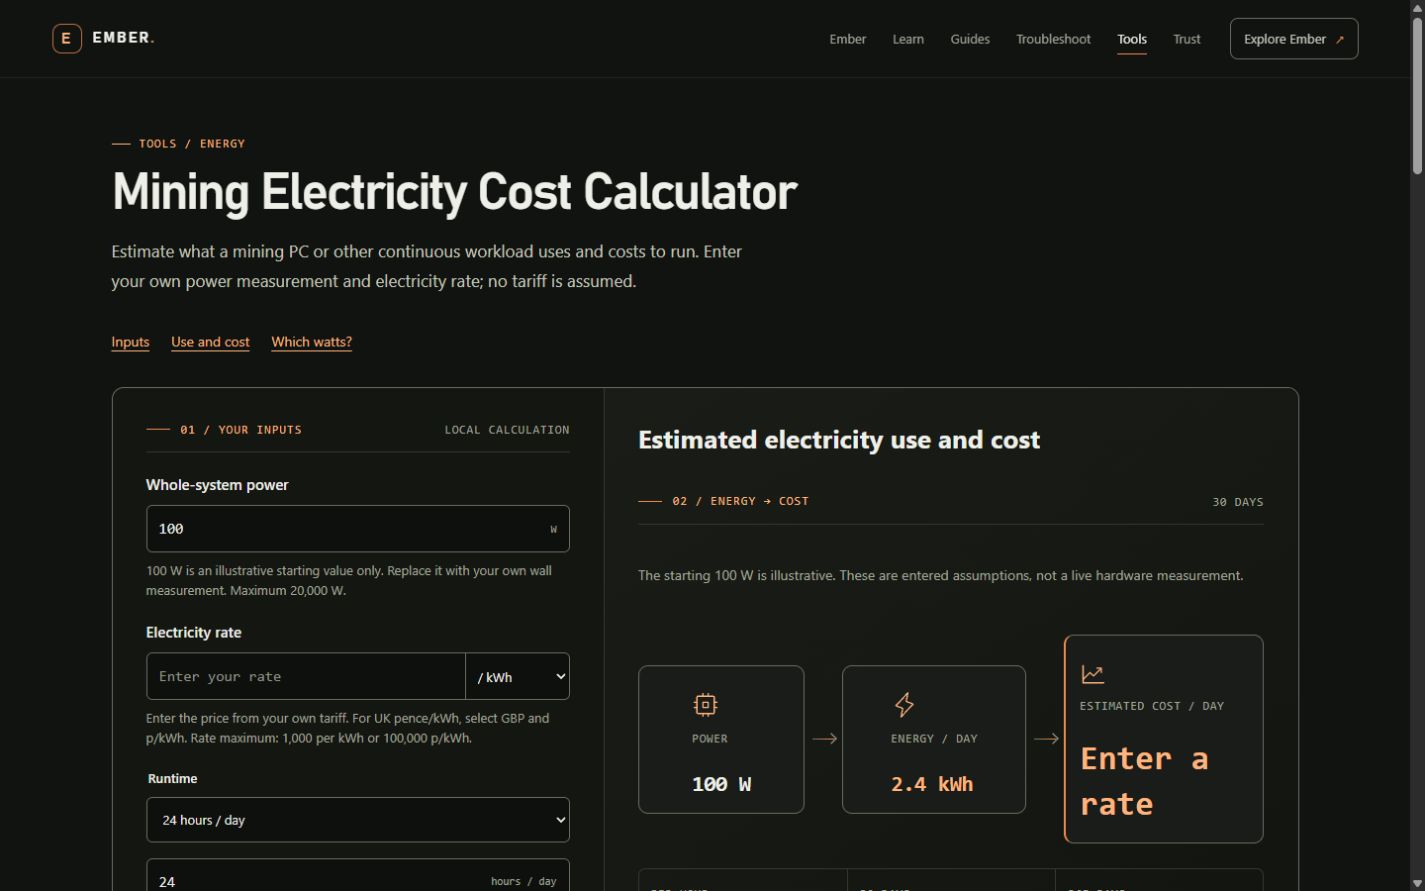 E EMBER.
Ember Learn Guides Troubleshoot Tools Trust Explore Ember ↗
TOOLS / ENERGY
Mining Electricity Cost Calculator
Estimate what a mining PC or other continuous workload uses and costs to run. Enter
your own power measurement and electricity rate; no tariff is assumed.
Inputs Use and cost Which watts?
01 / YOUR INPUTS LOCAL CALCULATION
Whole-system power
100 W
100 W is an illustrative starting value only. Replace it with your own wall
measurement. Maximum 20,000 W.
Electricity rate
Enter your rate / kWh
Enter the price from your own tariff. For UK pence/kWh, select GBP and
p/kWh. Rate maximum: 1,000 per kWh or 100,000 p/kWh.
Runtime
24 hours / day
24 hours / day
Estimated electricity use and cost
02 / ENERGY → COST 30 DAYS
The starting 100 W is illustrative. These are entered assumptions, not a live hardware measurement.
POWER
100 W
ENERGY / DAY
2.4 kWh
ESTIMATED COST / DAY
Enter a
rate